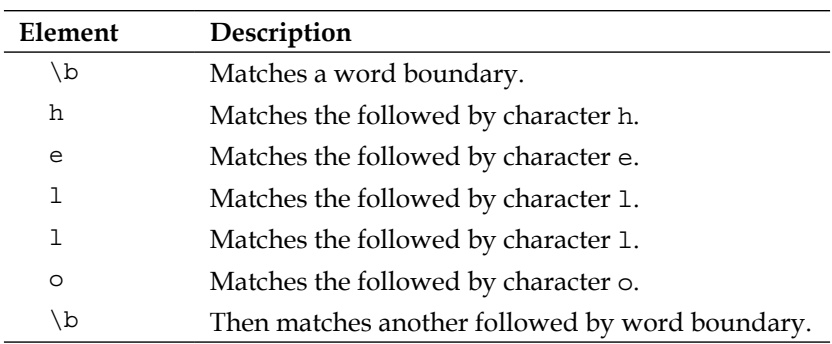 Element Description
\b Matches a word boundary.
h Matches the followed by character h.
e Matches the followed by character e.
l Matches the followed by character l.
l Matches the followed by character l.
o Matches the followed by character o.
\b Then matches another followed by word boundary.